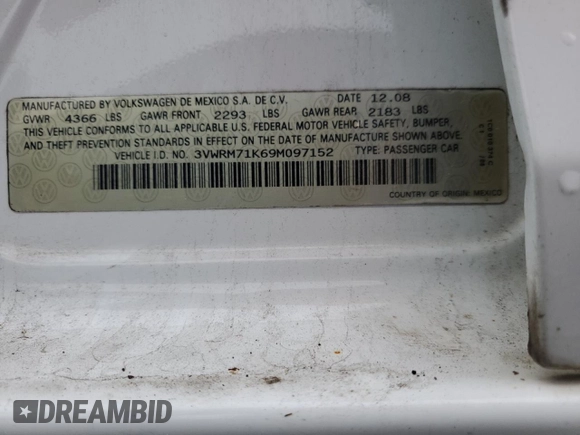 MANUFACTURED BY VOLKSWAGEN DE MEXICO S.A. DE C.V. DATE 12.08
GVWR 4366 LBS GAWR FRONT 2293 LBS GAWR REAR 2183 LBS
THIS VEHICLE CONFORMS TO ALL APPLICABLE U.S. FEDERAL MOTOR VEHICLE SAFETY, BUMPER,
AND THEFT PREVENTION STANDARDS IN EFFECT ON THE DATE OF MANUFACTURE SHOWN ABOVE.
VEHICLE I.D. NO. 3VWRM71K69M097152 TYPE: PASSENGER CAR
COUNTRY OF ORIGIN: MEXICO
DREAMBID